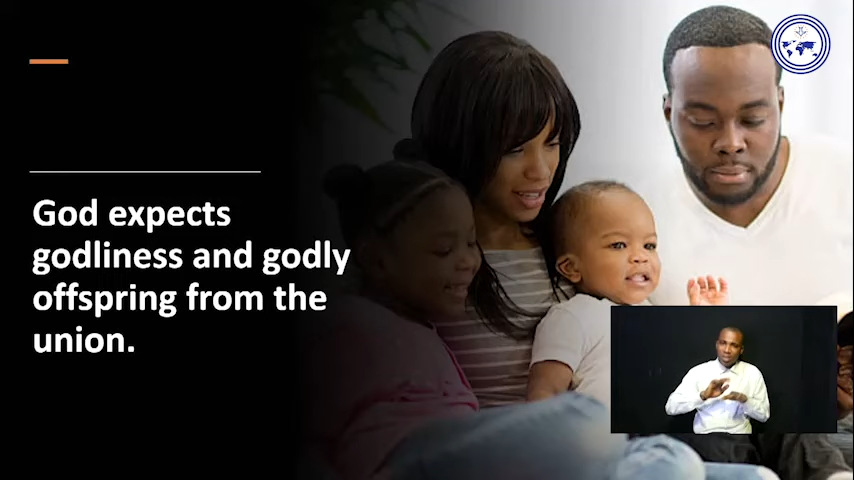 God expects
godliness and godly
offspring from the
union.